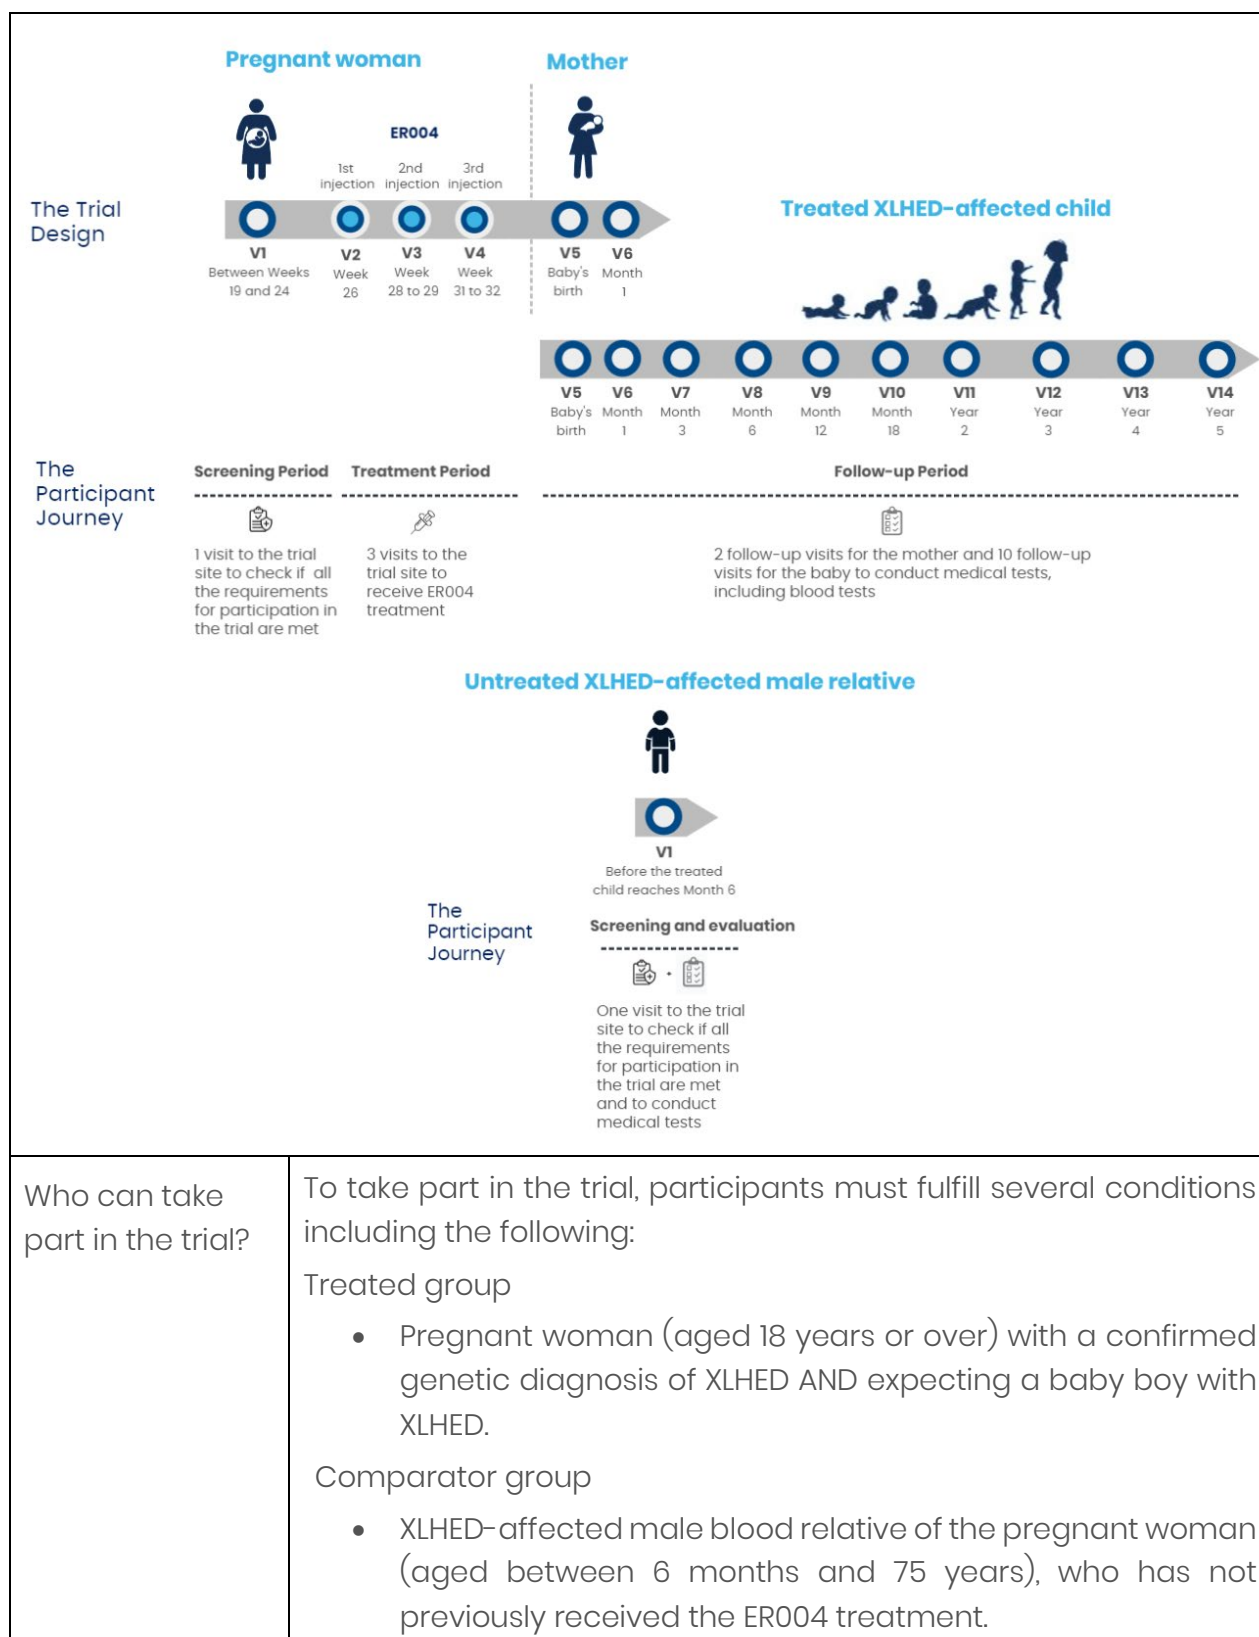 Pregnant woman
Mother
ER004
1st injection
2nd injection
3rd injection
The Trial
Design
V1
Between Weeks
19 and 24
V2
Week
26
V3
Week
28 to 29
V4
Week
31 to 32
V5
Baby's
birth
V6
Month
1
Treated XLHED-affected child
V5
Baby's
birth
V6
Month
1
V7
Month
3
V8
Month
6
V9
Month
12
V10
Month
18
V11
Year
2
V12
Year
3
V13
Year
4
V14
Year
5
The
Participant
Journey
Screening Period
1 visit to the trial
site to check if all
the requirements
for participation in
the trial are met
Treatment Period
3 visits to the
trial site to
receive ER004
treatment
Follow-up Period
2 follow-up visits for the mother and 10 follow-up
visits for the baby to conduct medical tests,
including blood tests
Untreated XLHED-affected male relative
V1
Before the treated
child reaches Month 6
The
Participant
Journey
Screening and evaluation
One visit to the trial
site to check if all
the requirements
for participation in
the trial are met
and to conduct
medical tests
Who can take
part in the trial?
To take part in the trial, participants must fulfill several conditions
including the following:
Treated group
• Pregnant woman (aged 18 years or over) with a confirmed
genetic diagnosis of XLHED AND expecting a baby boy with
XLHED.
Comparator group
• XLHED-affected male blood relative of the pregnant woman
(aged between 6 months and 75 years), who has not
previously received the ER004 treatment.